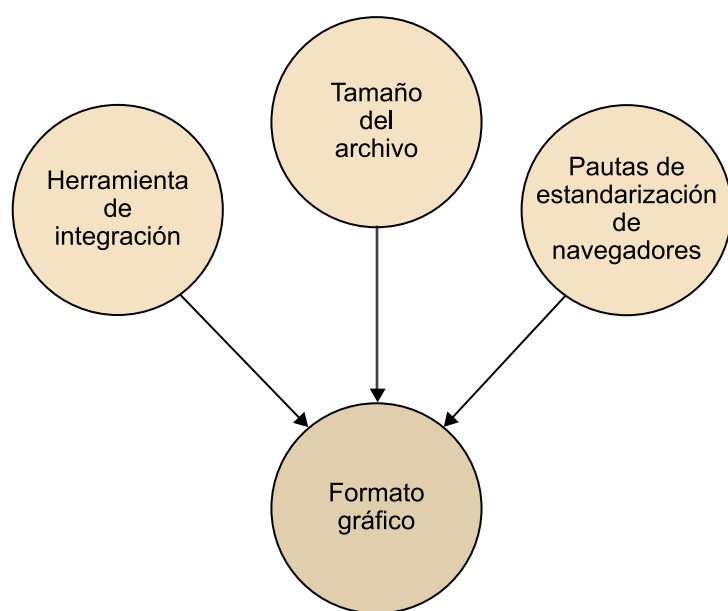 Herramienta
de
integración
Tamaño
del
archivo
Pautas de
estandarización
de
navegadores
Formato
gráfico